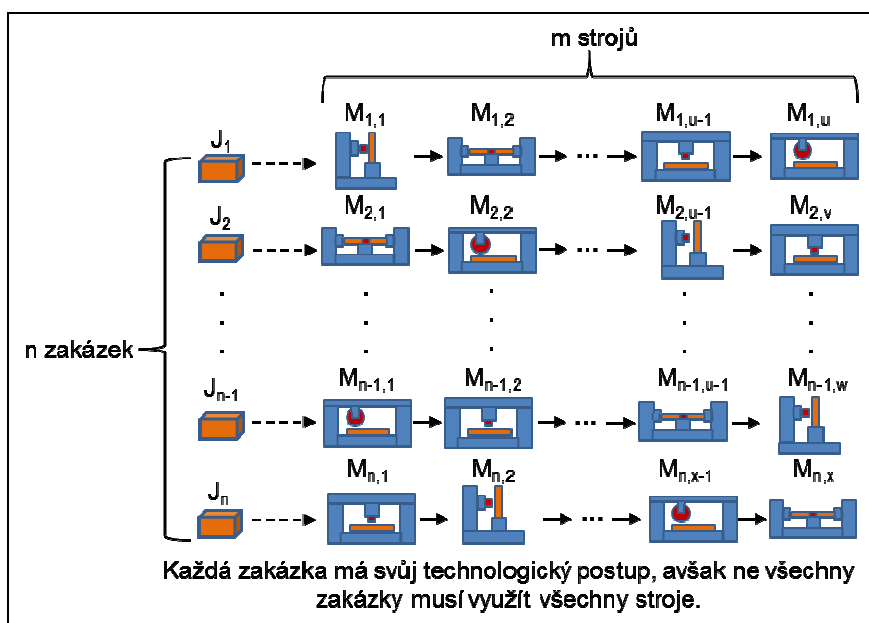 m strojů
J1 M1,1 M1,2 M1,u-1 M1,u
...
J2 M2,1 M2,2 M2,u-1 M2,v
...
n zakázek
Jn-1 Mn-1,1 Mn-1,2 Mn-1,u-1 Mn-1,w
...
Jn Mn,1 Mn,2 Mn,x-1 Mn,x
...
Každá zakázka má svůj technologický postup, avšak ne všechny
zakázky musí využít všechny stroje.